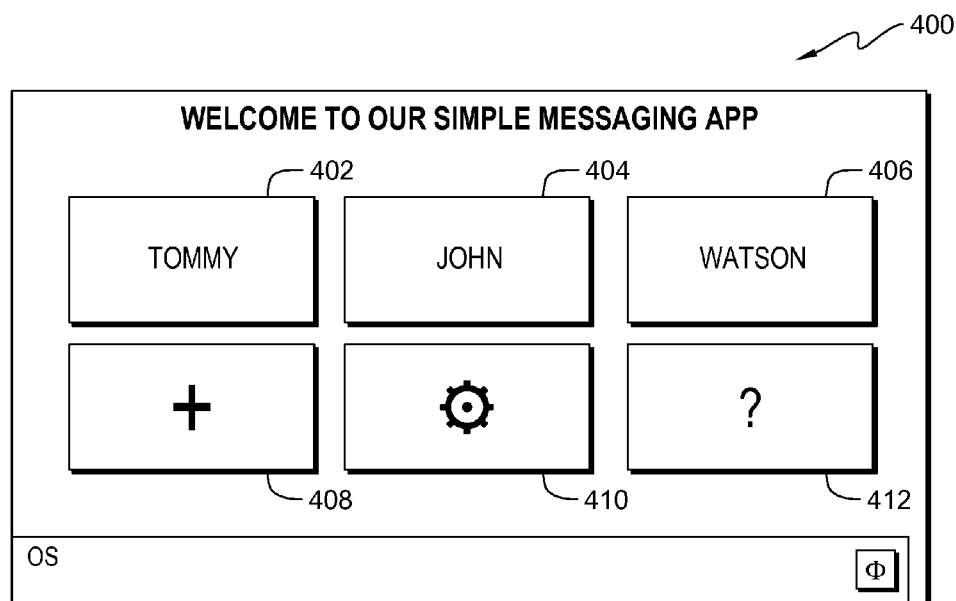 400
WELCOME TO OUR SIMPLE MESSAGING APP
402 404 406
TOMMY JOHN WATSON
+ ?
408 410 412
OS Φ